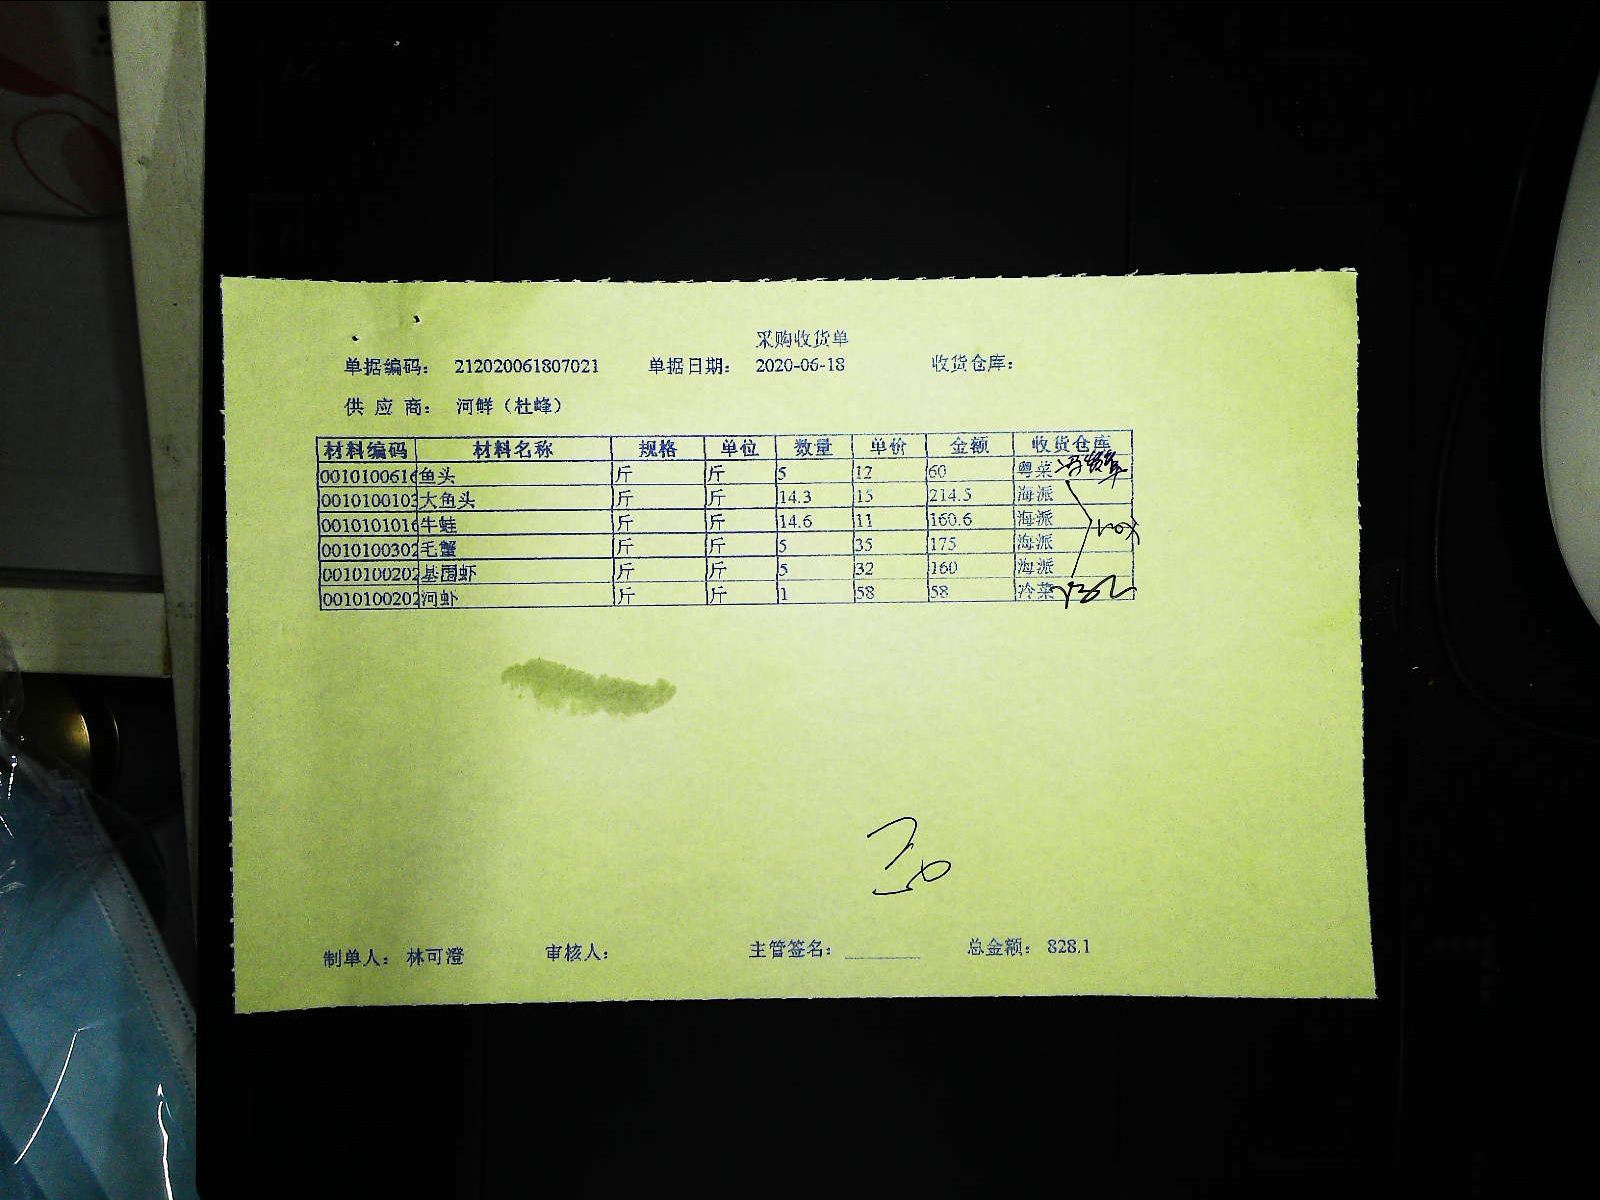 采购收货单
单据编码： 212020061807021 单据日期： 2020-06-18 收货仓库：
供 应 商： 河鲜（杜峰）
材料编码 材料名称 规格 单位 数量 单价 金额 收货仓库
0010100616 鱼头 斤 斤 5 12 60 粤菜
0010100103 大鱼头 斤 斤 14.3 15 214.5 海派
0010101016 牛蛙 斤 斤 14.6 11 160.6 海派
0010100302 毛蟹 斤 斤 5 35 175 海派
0010100202 基围虾 斤 斤 5 32 160 海派
0010100202 河虾 斤 斤 1 58 58 冷菜
制单人： 林可澄 审核人： 主管签名： 总金额： 828.1